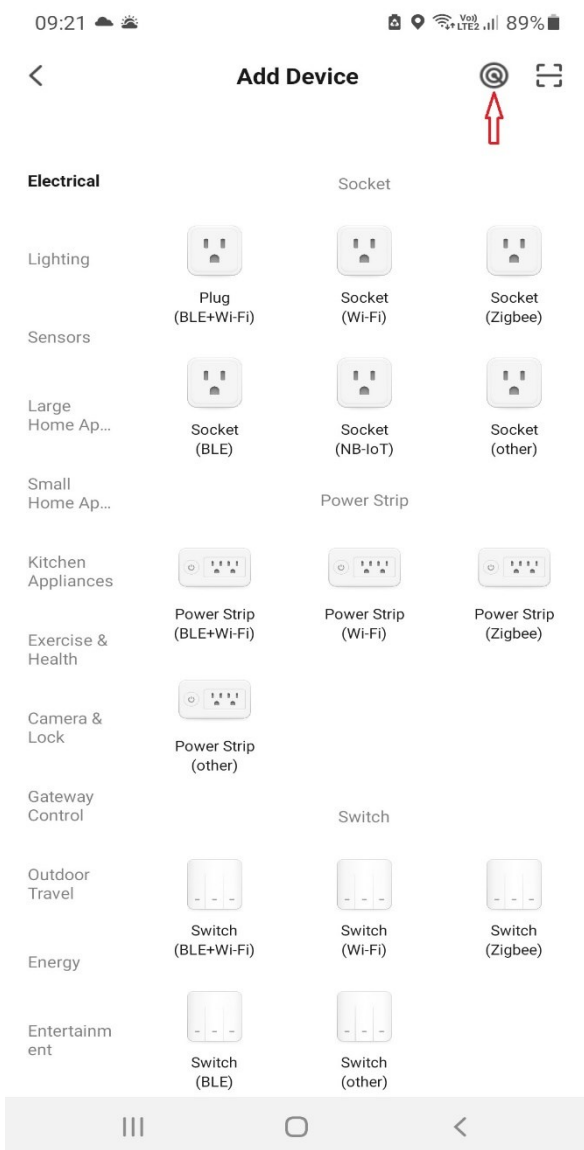 09:21 Vo)) LTE2 89%
Add Device
Electrical
Lighting
Sensors
Large
Home Ap...
Small
Home Ap...
Kitchen
Appliances
Exercise &
Health
Camera &
Lock
Gateway
Control
Outdoor
Travel
Energy
Entertainm
ent
Socket
Plug
(BLE+Wi-Fi)
Socket
(Wi-Fi)
Socket
(Zigbee)
Socket
(BLE)
Socket
(NB-IoT)
Socket
(other)
Power Strip
Power Strip
(BLE+Wi-Fi)
Power Strip
(Wi-Fi)
Power Strip
(Zigbee)
Power Strip
(other)
Switch
Switch
(BLE+Wi-Fi)
Switch
(Wi-Fi)
Switch
(Zigbee)
Switch
(BLE)
Switch
(other)